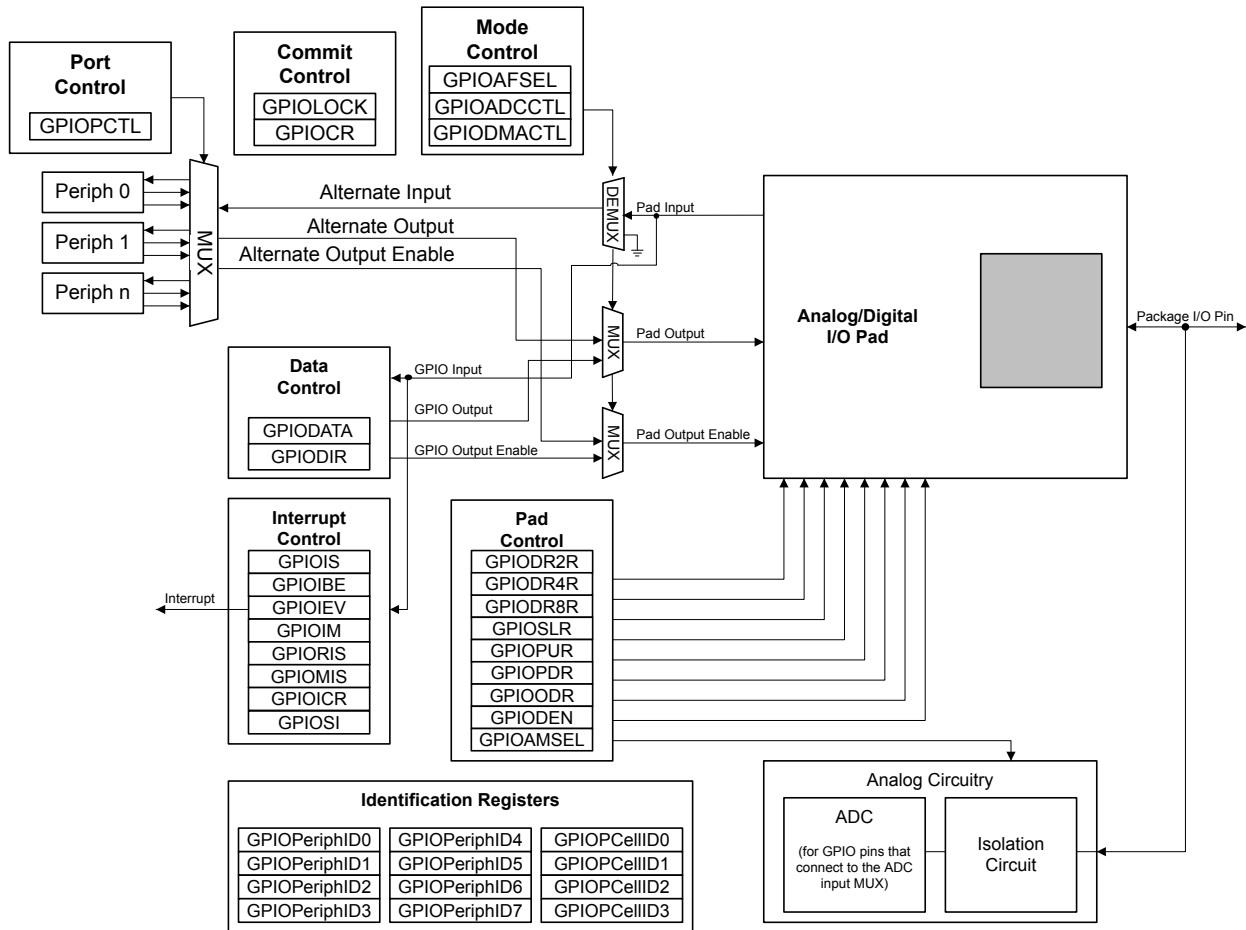 Port
Control
GPIOPCTL
Commit
Control
GPIOLOCK
GPIOCR
Mode
Control
GPIOAFSEL
GPIOADCCTL
GPIODMACTL
Periph 0
Periph 1
Periph n
MUX
Alternate Input
Alternate Output
Alternate Output Enable
DEMUX
Pad Input
MUX
Pad Output
MUX
Pad Output Enable
Analog/Digital
I/O Pad
Package I/O Pin
Data
Control
GPIODATA
GPIODIR
GPIO Input
GPIO Output
GPIO Output Enable
Interrupt
Control
GPIOIS
GPIOIBE
GPIOIEV
GPIOIM
GPIORIS
GPIOMIS
GPIOICR
GPIOSI
Interrupt
Pad
Control
GPIODR2R
GPIODR4R
GPIODR8R
GPIOSLR
GPIOPUR
GPIOPDR
GPIOODR
GPIODEN
GPIOAMSEL
Analog Circuitry
ADC
(for GPIO pins that
connect to the ADC
input MUX)
Isolation
Circuit
Identification Registers
GPIOPeriphID0
GPIOPeriphID1
GPIOPeriphID2
GPIOPeriphID3
GPIOPeriphID4
GPIOPeriphID5
GPIOPeriphID6
GPIOPeriphID7
GPIOPCellID0
GPIOPCellID1
GPIOPCellID2
GPIOPCellID3